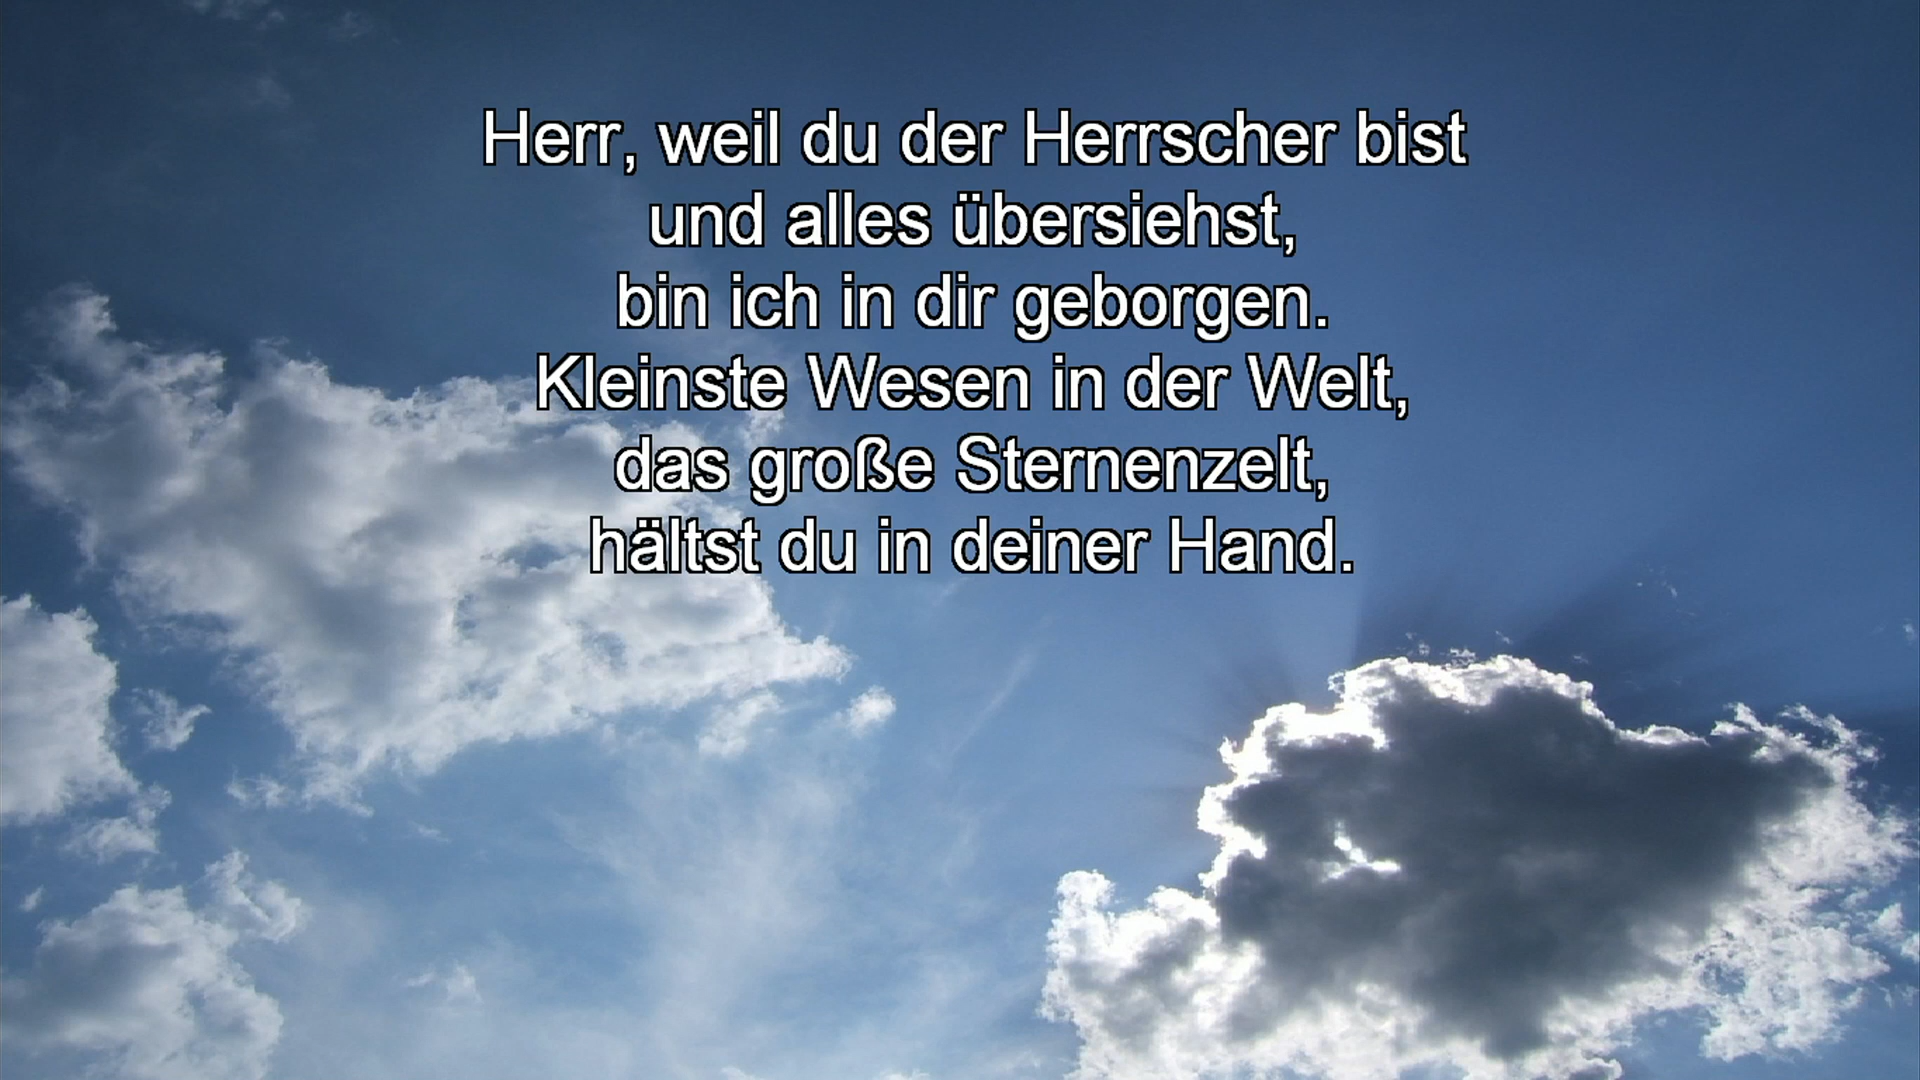 Herr, weil du der Herrscher bist
und alles übersiehst,
bin ich in dir geborgen.
Kleinste Wesen in der Welt,
das große Sternenzelt,
hältst du in deiner Hand.